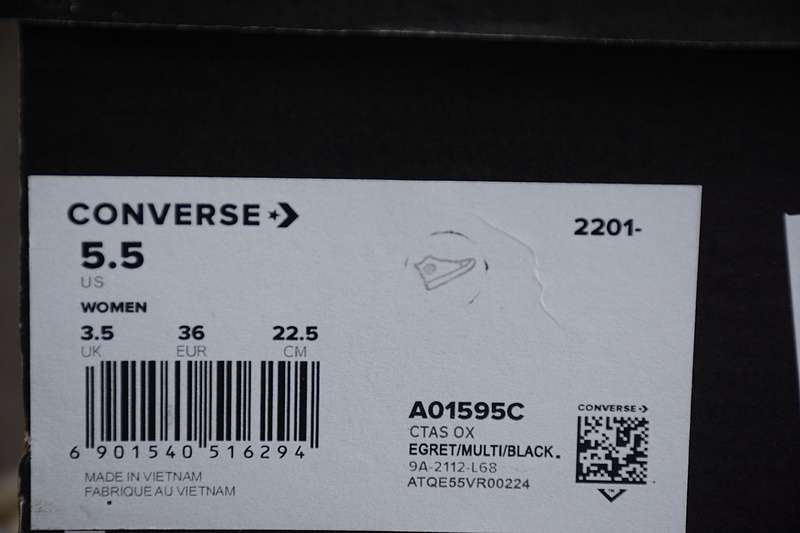 CONVERSE
2201-
5.5
US
WOMEN
3.5 36 22.5
UK EUR CM
6 901540 516294
MADE IN VIETNAM
FABRIQUE AU VIETNAM
A01595C
CTAS OX
EGRET/MULTI/BLACK.
9A-2112-L68
ATQE55VR00224
CONVERSE